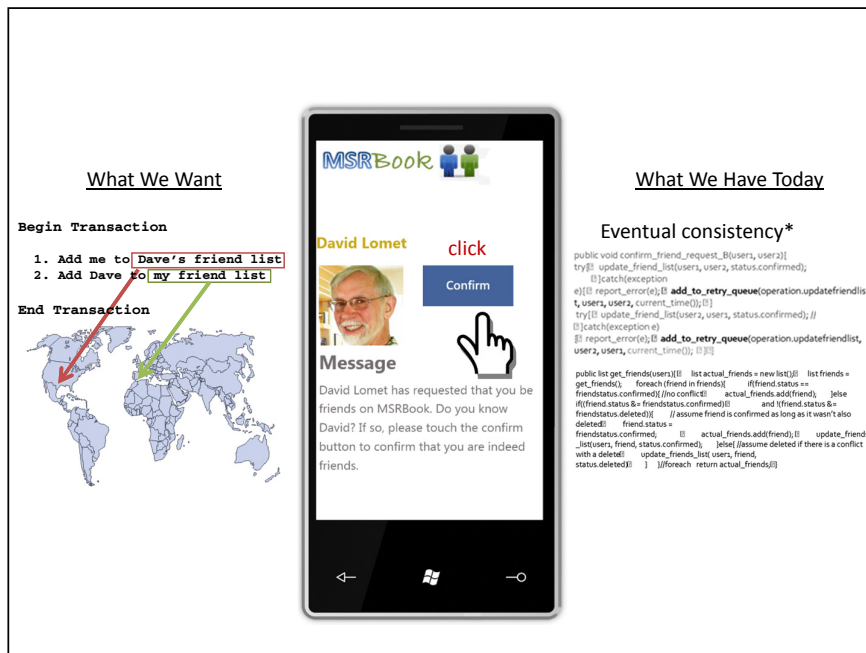 What We Want
Begin Transaction
1. Add me to Dave's friend list
2. Add Dave to my friend list
End Transaction
MSRBook
David Lomet
click
Confirm
Message
David Lomet has requested that you be
friends on MSRBook. Do you know
David? If so, please touch the confirm
button to confirm that you are indeed
friends.
What We Have Today
Eventual consistency*
public void confirm_friend_request_B(user1, user2){
try{ update_friend_list(user1, user2, status.confirmed);
}catch(exception
e){ report_error(e); add_to_retry_queue(operation.updatefriendlis
t, user1, user2, current_time()); }
try{ update_friend_list(user2, user1, status.confirmed); //
}catch(exception e)
{ report_error(e); add_to_retry_queue(operation.updatefriendlist,
user2, user1, current_time()); }}
public list get_friends(user1){ list actual_friends = new list(); list friends =
get_friends(); foreach (friend in friends){ if(friend.status ==
friendstatus.confirmed){ //no conflict actual_friends.add(friend); }else
if((friend.status &= friendstatus.confirmed) and !(friend.status &=
friendstatus.deleted)){ // assume friend is confirmed as long as it wasn't also
deleted friend.status =
friendstatus.confirmed; actual_friends.add(friend); update_friends
_list(user1, friend, status.confirmed); }else{ //assume deleted if there is a conflict
with a delete update_friends_list( user1, friend,
status.deleted) } }//foreach return actual_friends;}